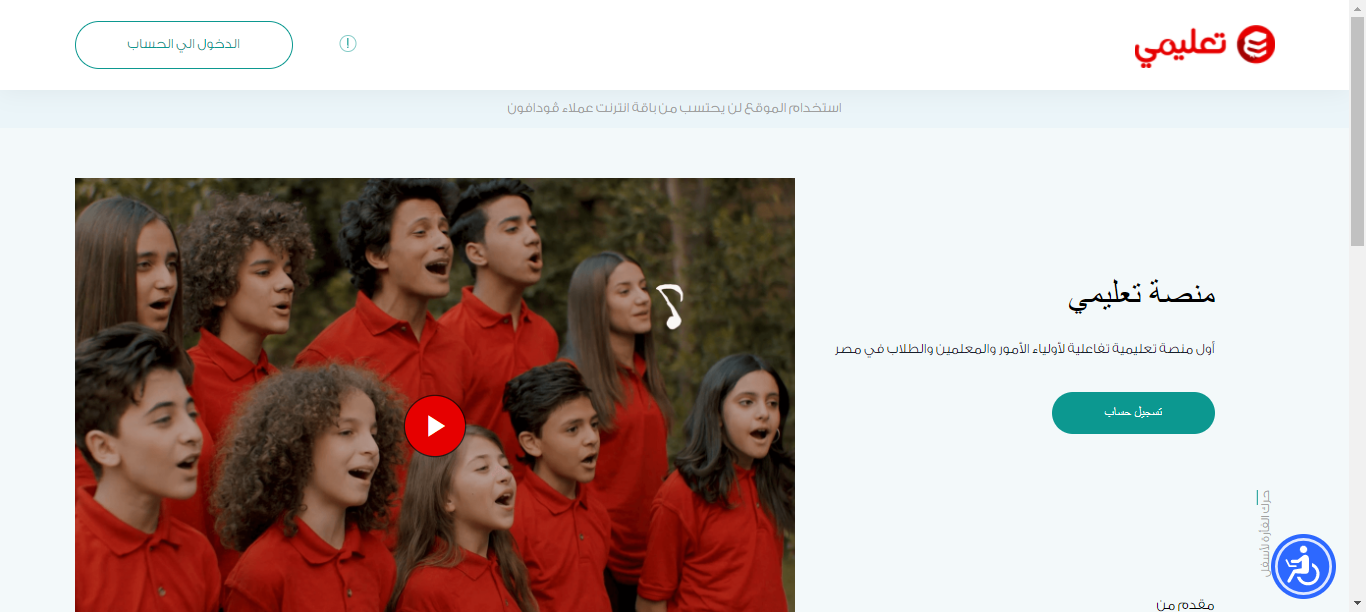 تعليمي
!
الدخول الي الحساب
استخدام الموقع لن يحتسب من باقة انترنت عملاء ڤودافون
منصة تعليمي
أول منصة تعليمية تفاعلية لأولياء الأمور والمعلمين والطلاب في مصر
تسجيل حساب
حرك الفأرة لأسفل
مقدم من